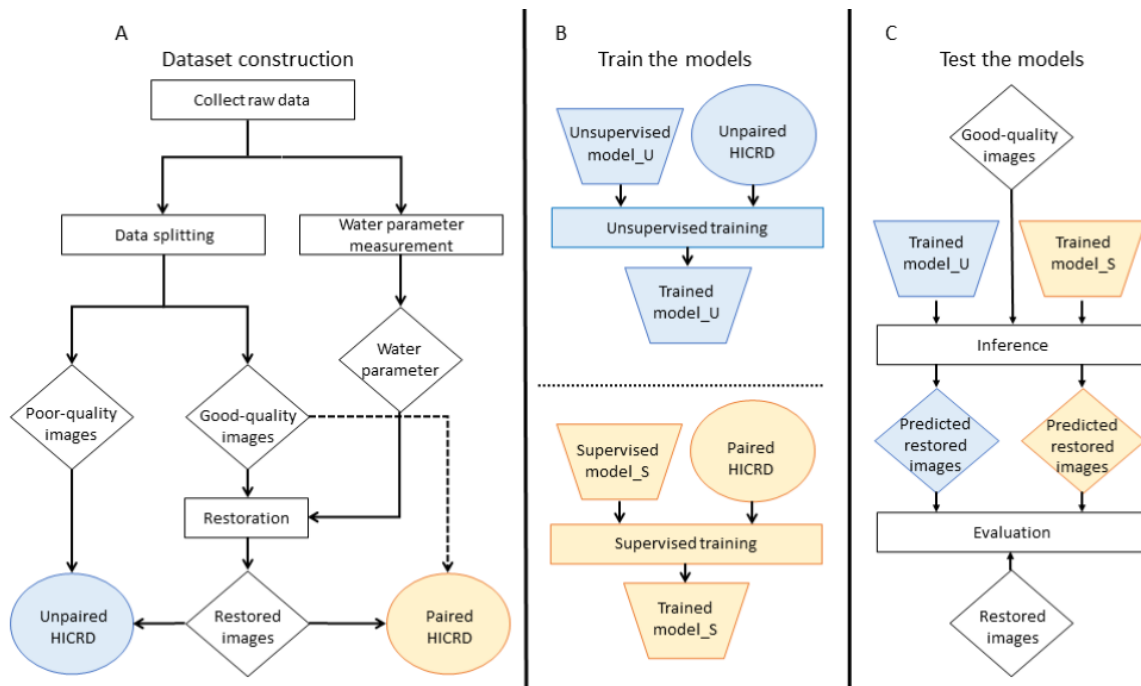 A
Dataset construction
Collect raw data
Data splitting
Water parameter
measurement
Water
parameter
Poor-quality
images
Good-quality
images
Restoration
Unpaired
HICRD
Restored
images
Paired
HICRD
B
Train the models
Unsupervised
model_U
Unpaired
HICRD
Unsupervised training
Trained
model_U
Supervised
model_S
Paired
HICRD
Supervised training
Trained
model_S
C
Test the models
Good-quality
images
Trained
model_U
Trained
model_S
Inference
Predicted
restored
images
Predicted
restored
images
Evaluation
Restored
images